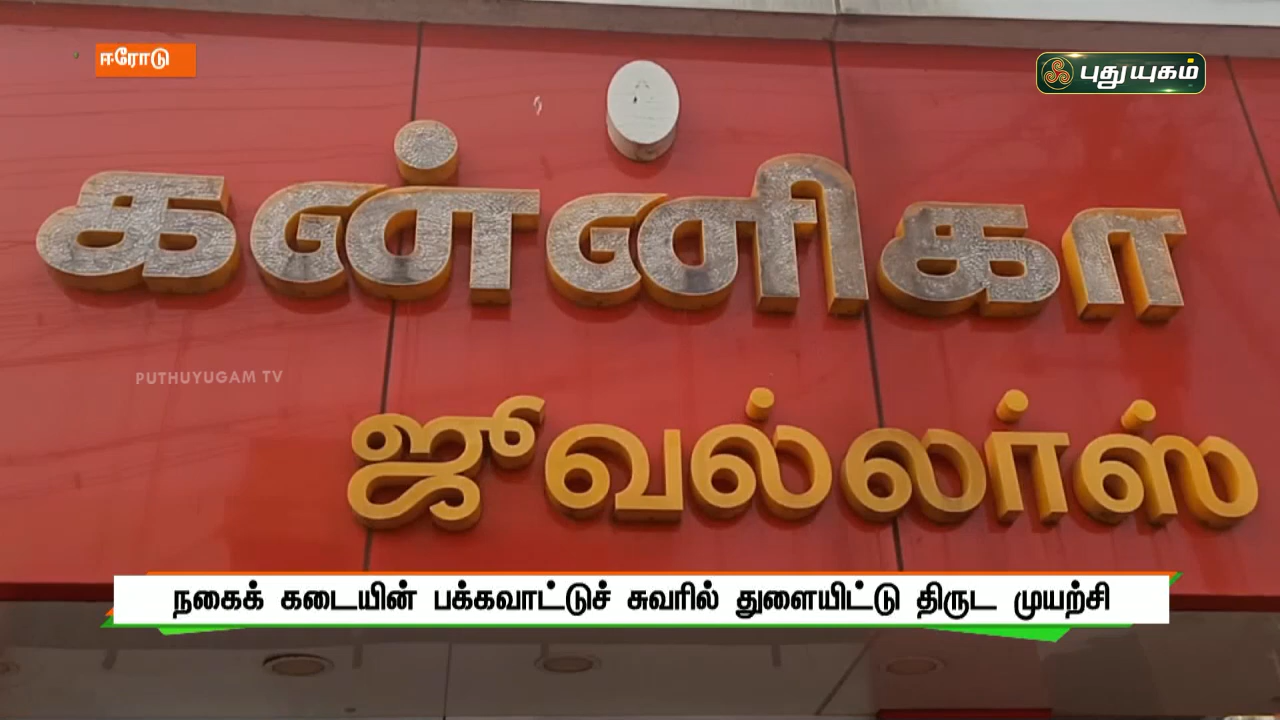 ஈரோடு
புதுயுகம்
கன்னிகா
PUTHUYUGAM TV
ஜுவல்லர்ஸ்
நகைக் கடையின் பக்கவாட்டுச் சுவரில் துளையிட்டு திருட முயற்சி